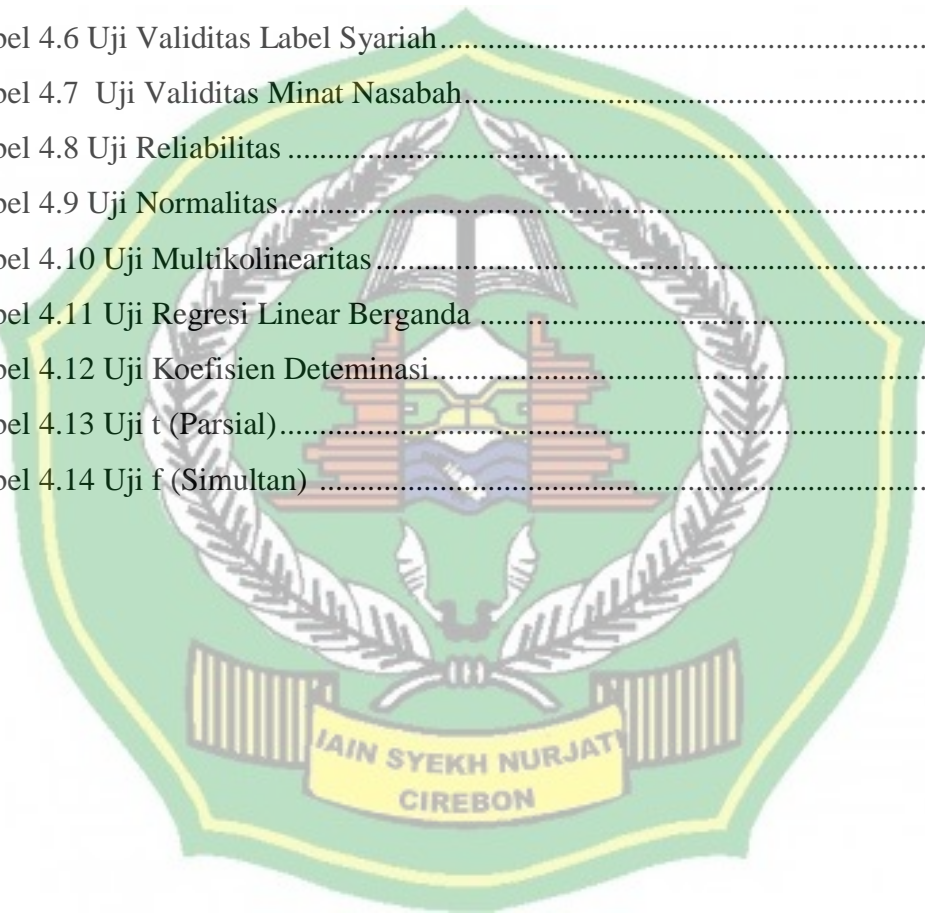 bel 4.6 Uji Validitas Label Syariah
bel 4.7 Uji Validitas Minat Nasabah
bel 4.8 Uji Reliabilitas
bel 4.9 Uji Normalitas
bel 4.10 Uji Multikolinearitas
bel 4.11 Uji Regresi Linear Berganda
bel 4.12 Uji Koefisien Deteminasi
bel 4.13 Uji t (Parsial)
bel 4.14 Uji f (Simultan)
IAIN SYEKH NURJATI
CIREBON